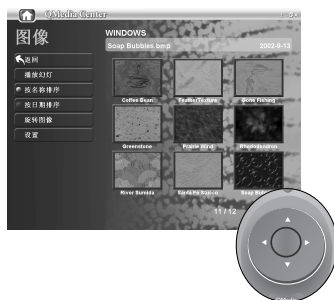 QMedia Center
图像
WINDOWS
Soap Bubbles.bmp 2002-9-13
返回
播放幻灯
按名称排序
按日期排序
旋转图像
设置
Coffee Bean FeatherTexture Gone Fishing
Greenstone Prairie Wind Rhododendron
River Sumida Santa Fe Stucco Soap Bub
11 / 12